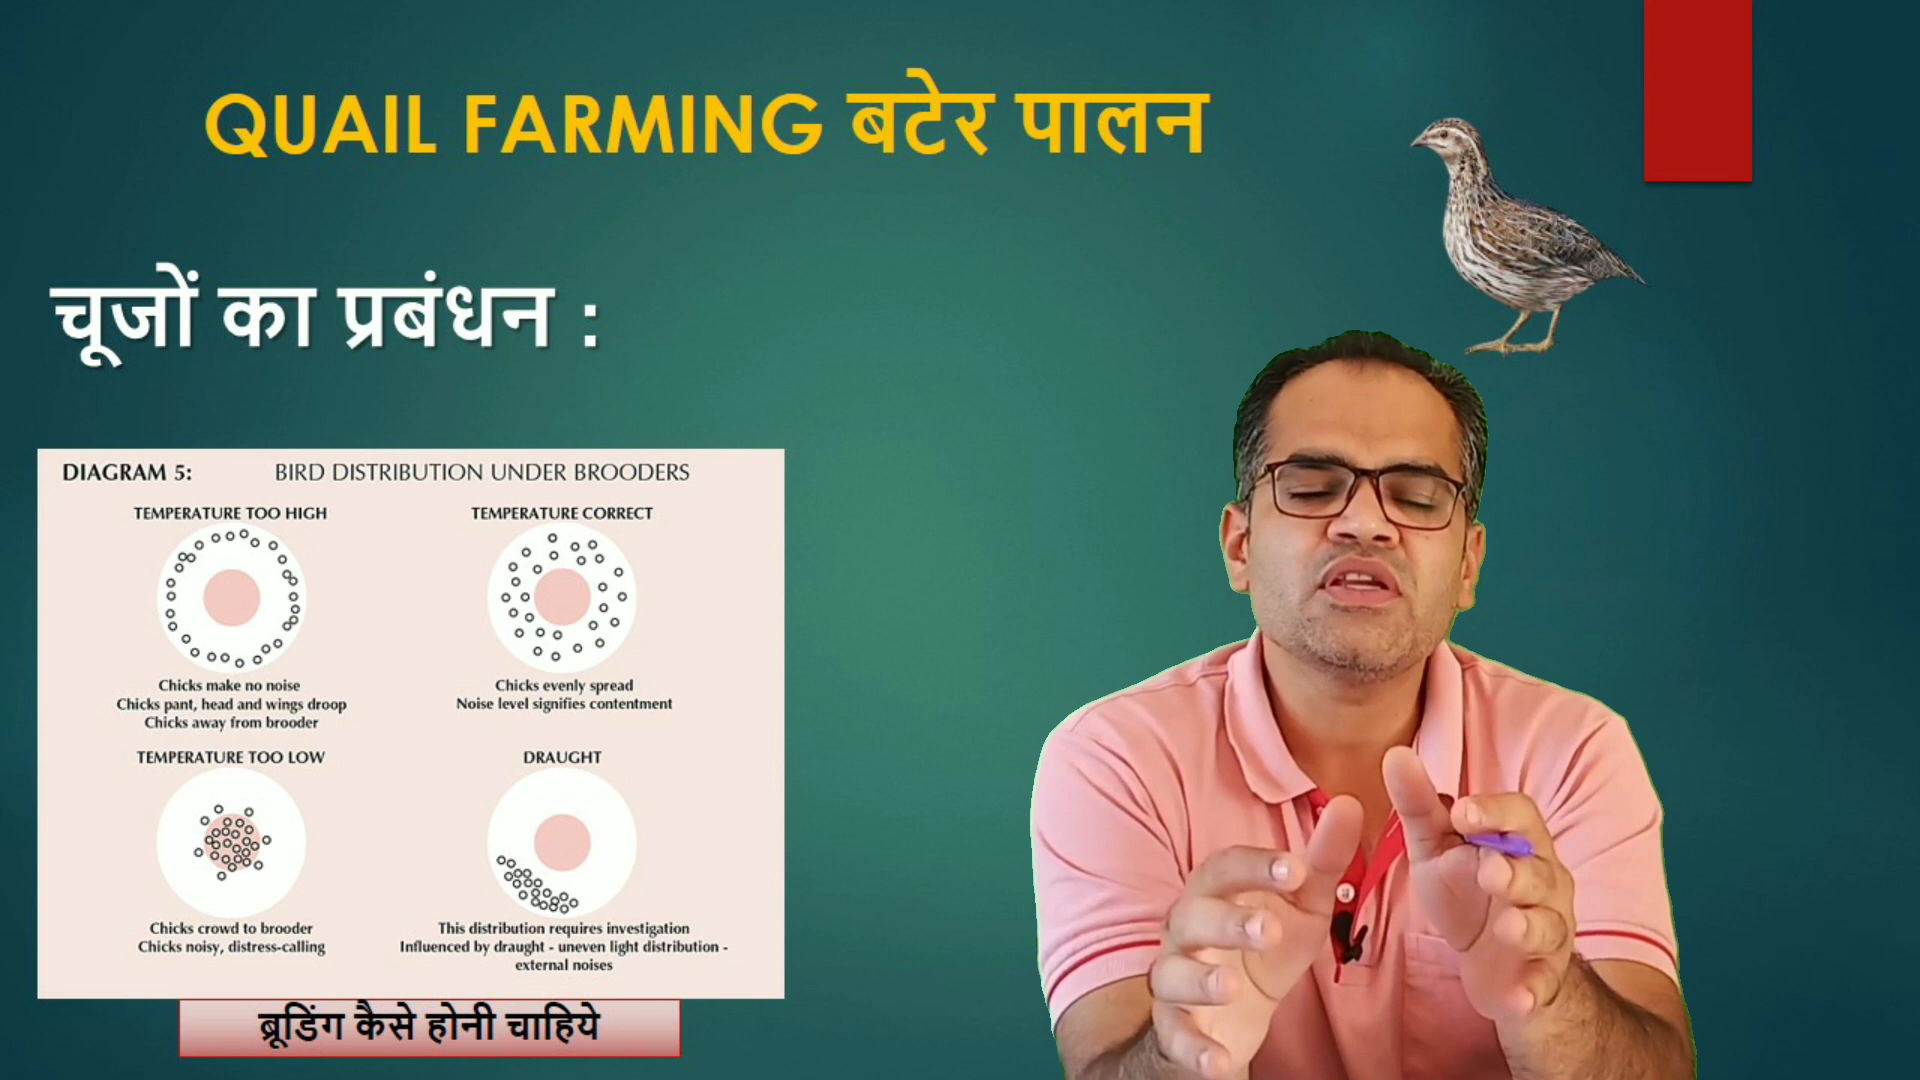 QUAIL FARMING बटेर पालन
चूजों का प्रबंधन :
DIAGRAM 5: BIRD DISTRIBUTION UNDER BROODERS
TEMPERATURE TOO HIGH
Chicks make no noise
Chicks pant, head and wings droop
Chicks away from brooder
TEMPERATURE CORRECT
Chicks evenly spread
Noise level signifies contentment
TEMPERATURE TOO LOW
Chicks crowd to brooder
Chicks noisy, distress-calling
DRAUGHT
This distribution requires investigation
Influenced by draught - uneven light distribution -
external noises
ब्रूडिंग कैसे होनी चाहिये